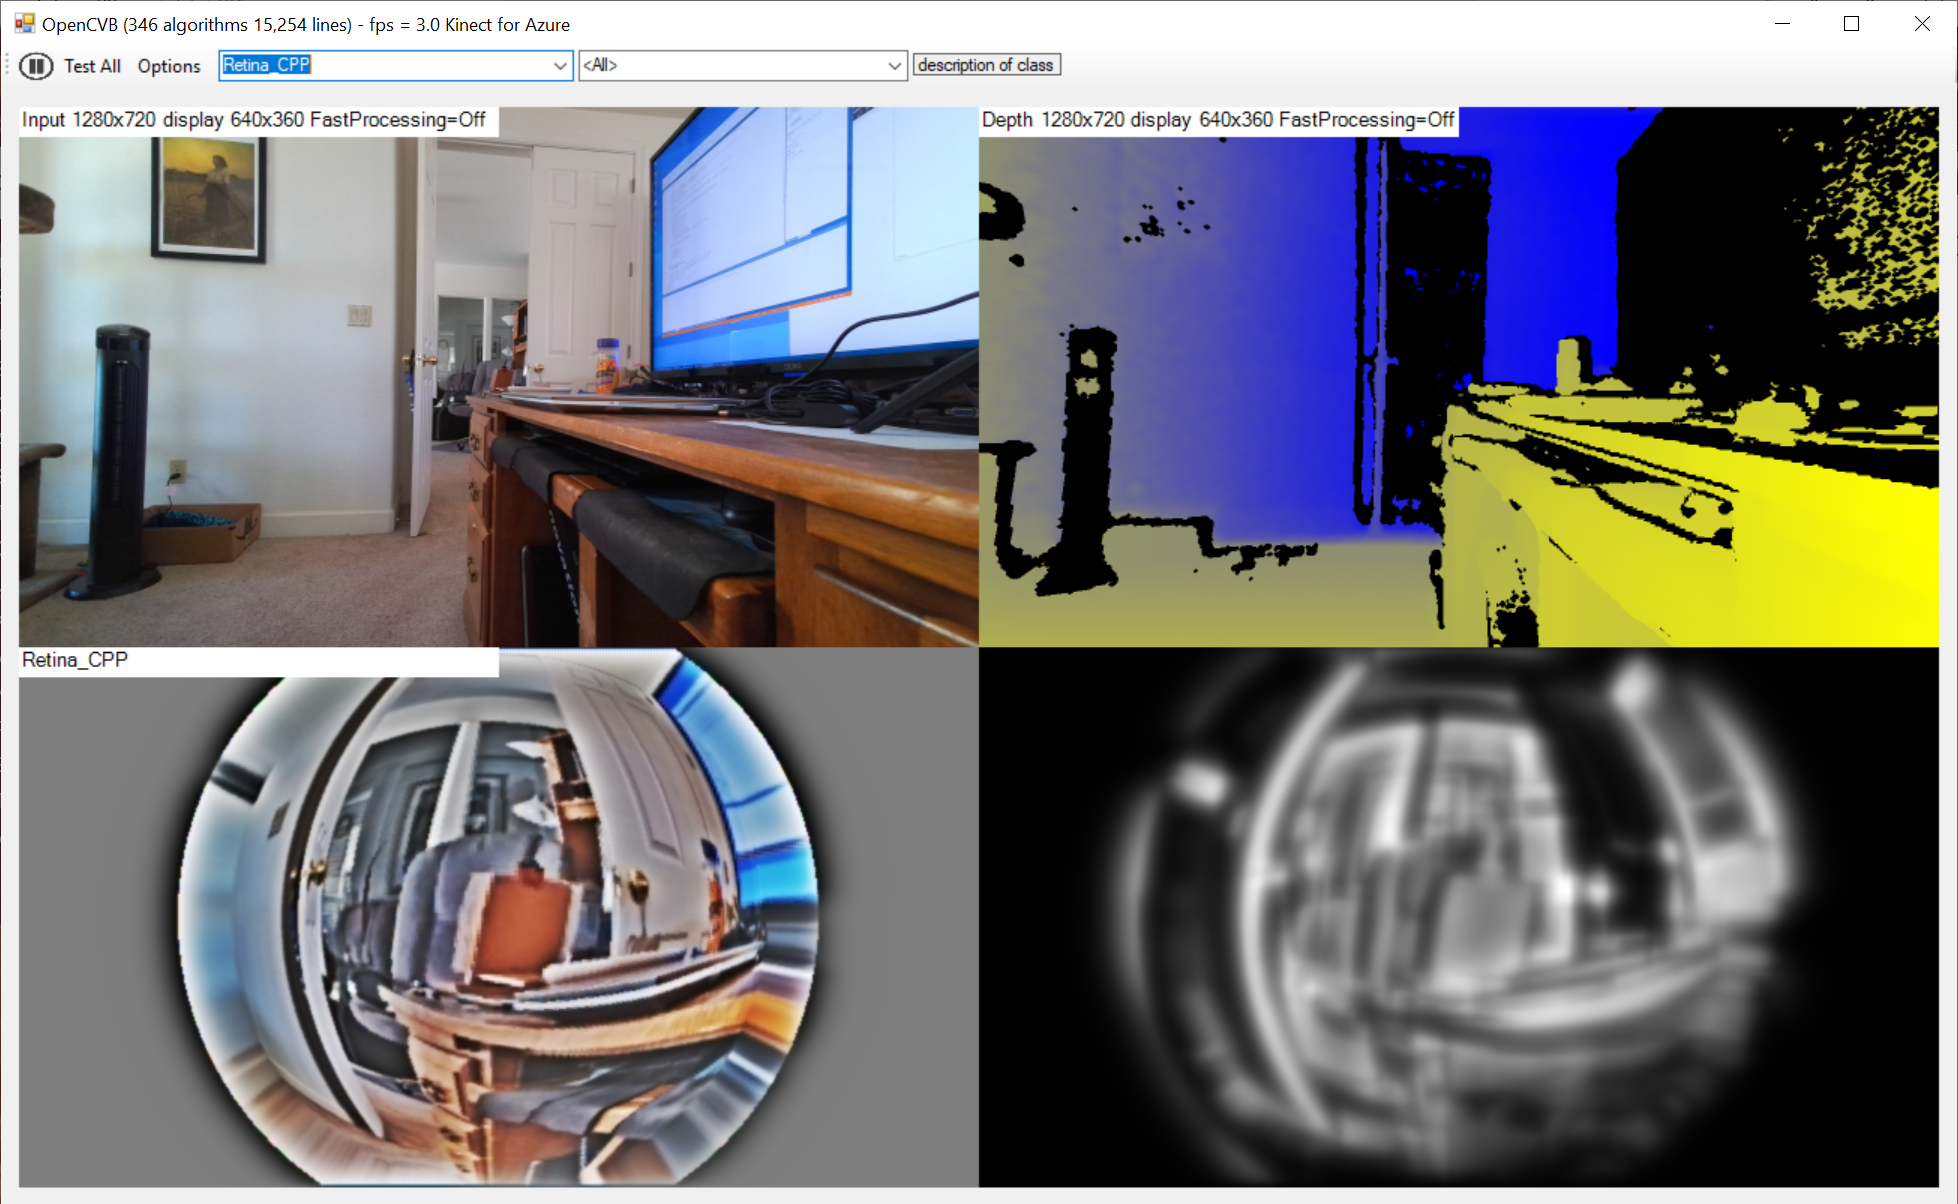 OpenCVB (346 algorithms 15,254 lines) - fps = 3.0 Kinect for Azure
Test All Options Retina_CPP <All> description of class
Input 1280x720 display 640x360 FastProcessing=Off
Depth 1280x720 display 640x360 FastProcessing=Off
Retina_CPP